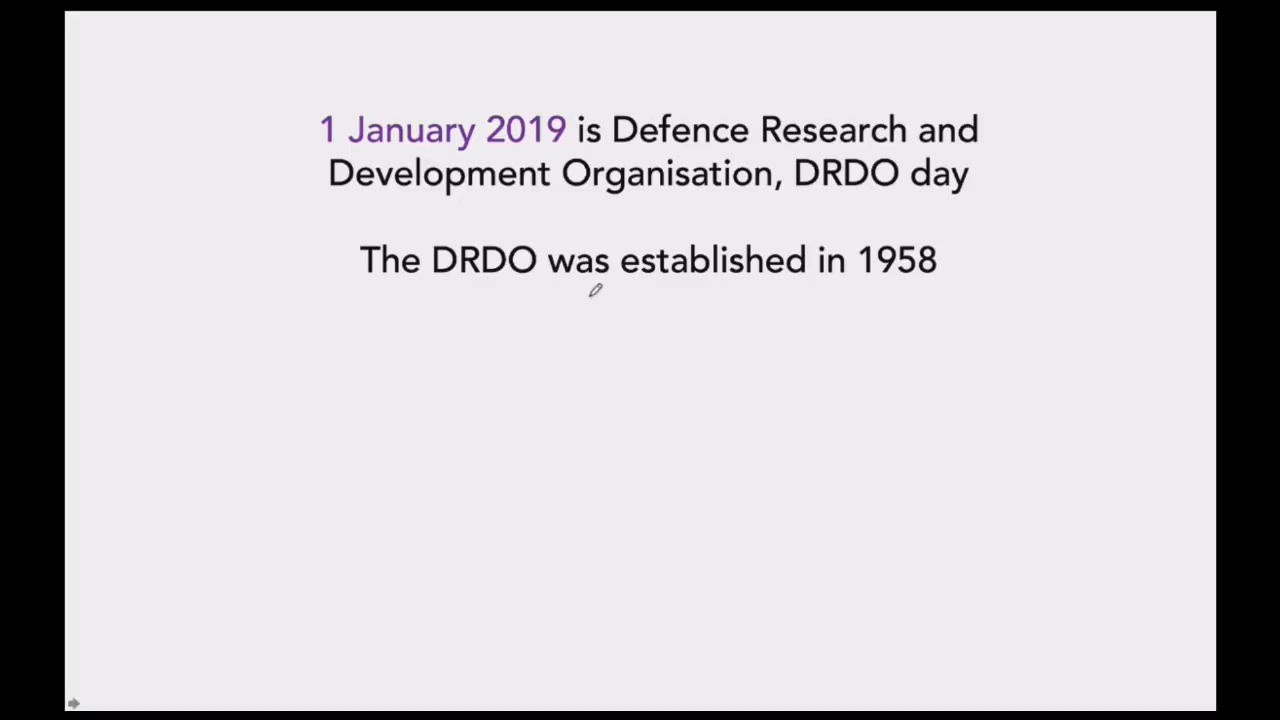 1 January 2019 is Defence Research and
Development Organisation, DRDO day
The DRDO was established in 1958